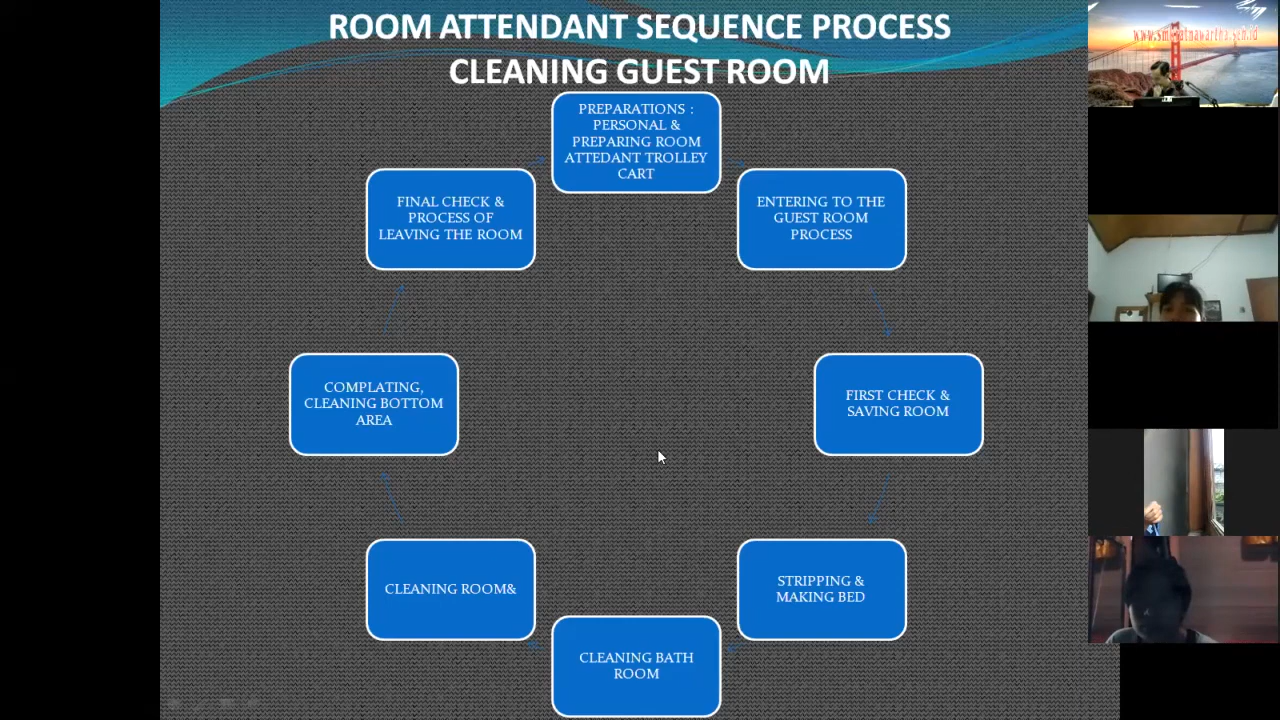 ROOM ATTENDANT SEQUENCE PROCESS
CLEANING GUEST ROOM
PREPARATIONS :
PERSONAL &
PREPARING ROOM
ATTEDANT TROLLEY
CART
ENTERING TO THE
GUEST ROOM
PROCESS
FIRST CHECK &
SAVING ROOM
STRIPPING &
MAKING BED
CLEANING BATH
ROOM
CLEANING ROOM&
COMPLATING,
CLEANING BOTTOM
AREA
FINAL CHECK &
PROCESS OF
LEAVING THE ROOM